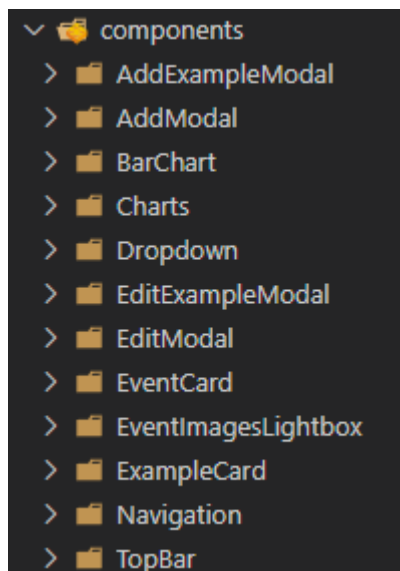 components
AddExampleModal
AddModal
BarChart
Charts
Dropdown
EditExampleModal
EditModal
EventCard
EventImagesLightbox
ExampleCard
Navigation
TopBar